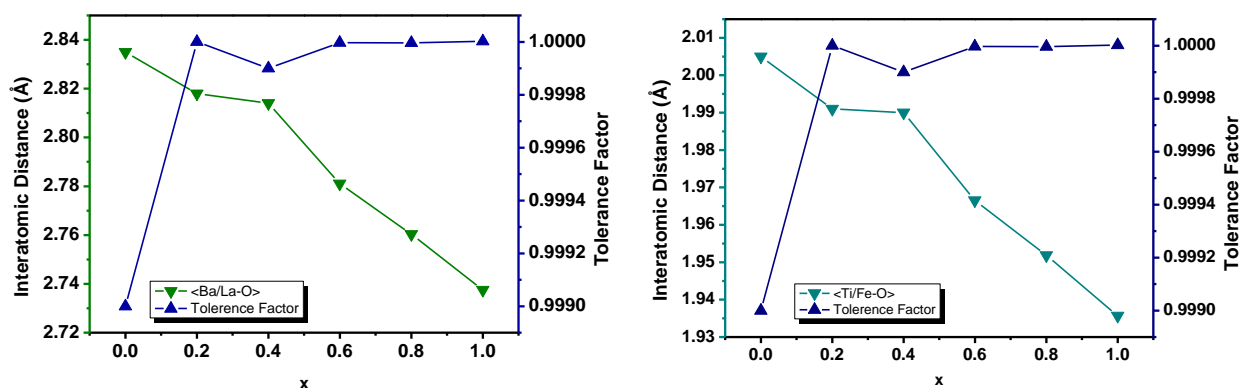 2.84
2.82
2.80
2.78
2.76
2.74
2.72
Interatomic Distance (Å)
1.0000
0.9998
0.9996
0.9994
0.9992
0.9990
Tolerance Factor
<Ba/La-O>
Tolerence Factor
0.0 0.2 0.4 0.6 0.8 1.0
x
2.01
2.00
1.99
1.98
1.97
1.96
1.95
1.94
1.93
Interatomic Distance (Å)
1.0000
0.9998
0.9996
0.9994
0.9992
0.9990
Tolerance Factor
<Ti/Fe-O>
Tolerence Factor
0.0 0.2 0.4 0.6 0.8 1.0
x